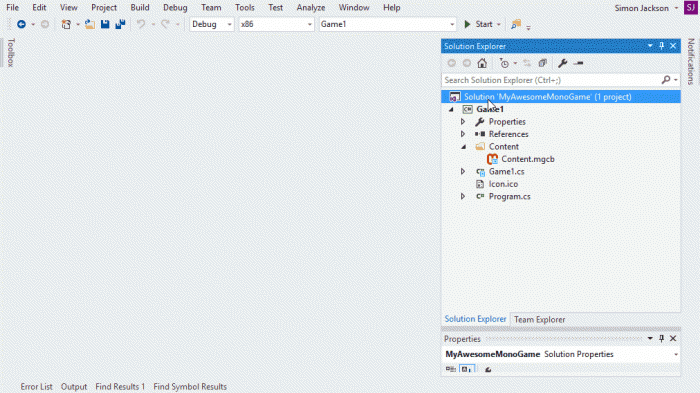 File Edit View Project Build Debug Team Tools Test Analyze Window Help Simon Jackson SJ
Debug x86 Game1 Start
Toolbox
Solution Explorer
Notifications
Search Solution Explorer (Ctrl+;)
Solution 'MyAwesomeMonoGame' (1 project)
Game1
Properties
References
Content
Content.mgcb
Game1.cs
Icon.ico
Program.cs
Solution Explorer Team Explorer
Properties
MyAwesomeMonoGame Solution Properties
Error List Output Find Results 1 Find Symbol Results